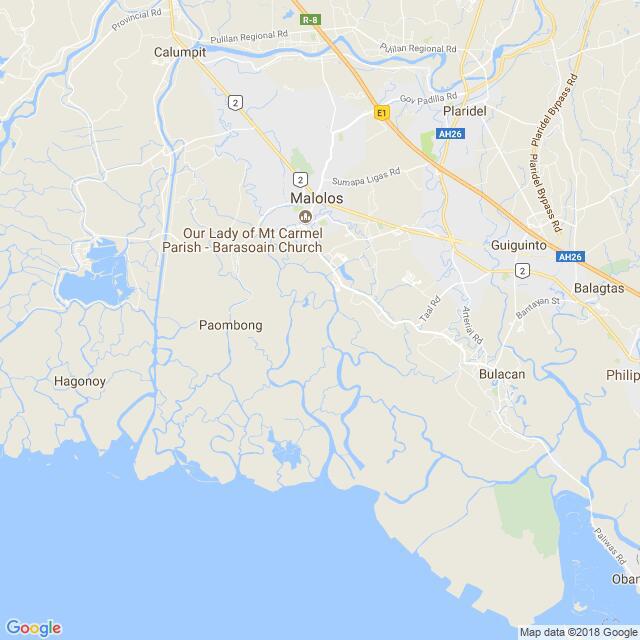 R-8
Provincial Rd
Pulilan Regional Rd
Calumpit
Pulilan Regional Rd
2
Gov Padilla Rd
E1
Plaridel
Plaridel Bypass Rd
AH26
Plaridel Bypass Rd
2
Sumapa Ligas Rd
Malolos
Our Lady of Mt Carmel
Parish - Barasoain Church
Guiguinto
AH26
2
Balagtas
Taal Rd
Arterial Rd
Bantayan St
Paombong
Hagonoy
Bulacan
Philip
Paliwas Rd
Oban
Google
Map data ©2018 Google